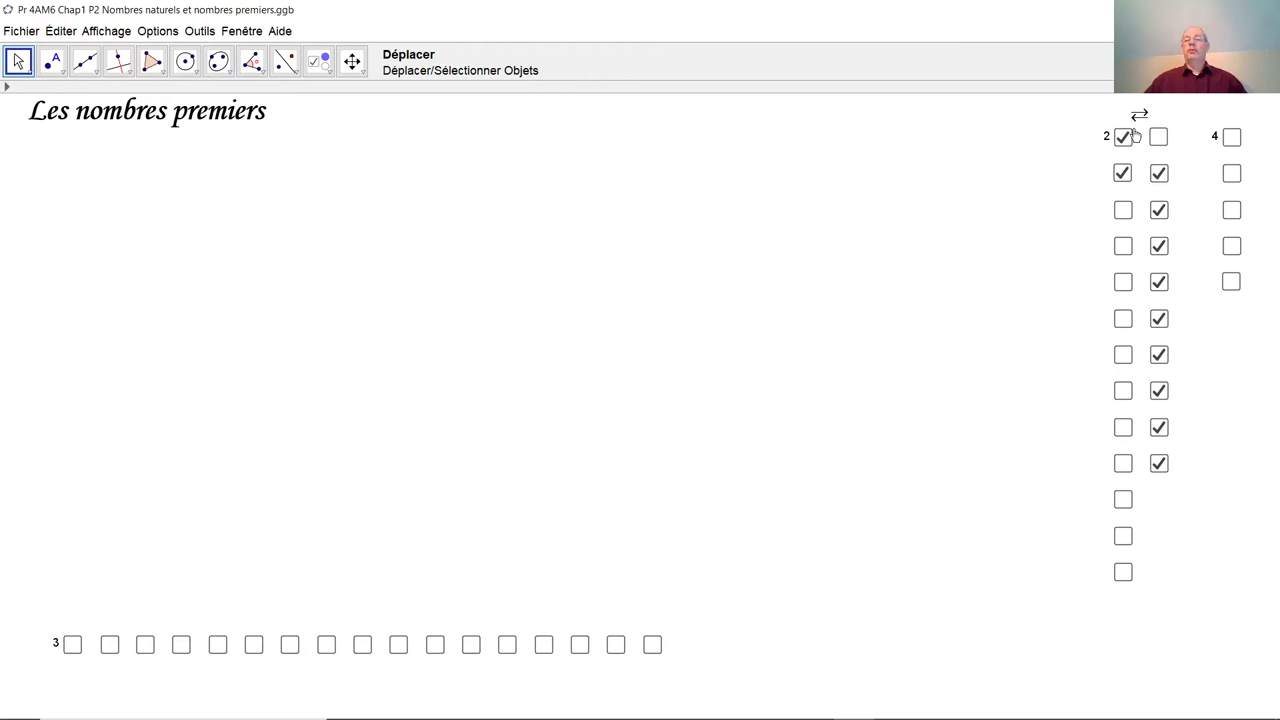 Pr 4AM6 Chap1 P2 Nombres naturels et nombres premiers.ggb
Fichier Éditer Affichage Options Outils Fenêtre Aide
A
Déplacer
Déplacer/Sélectionner Objets
Les nombres premiers
2
4
3